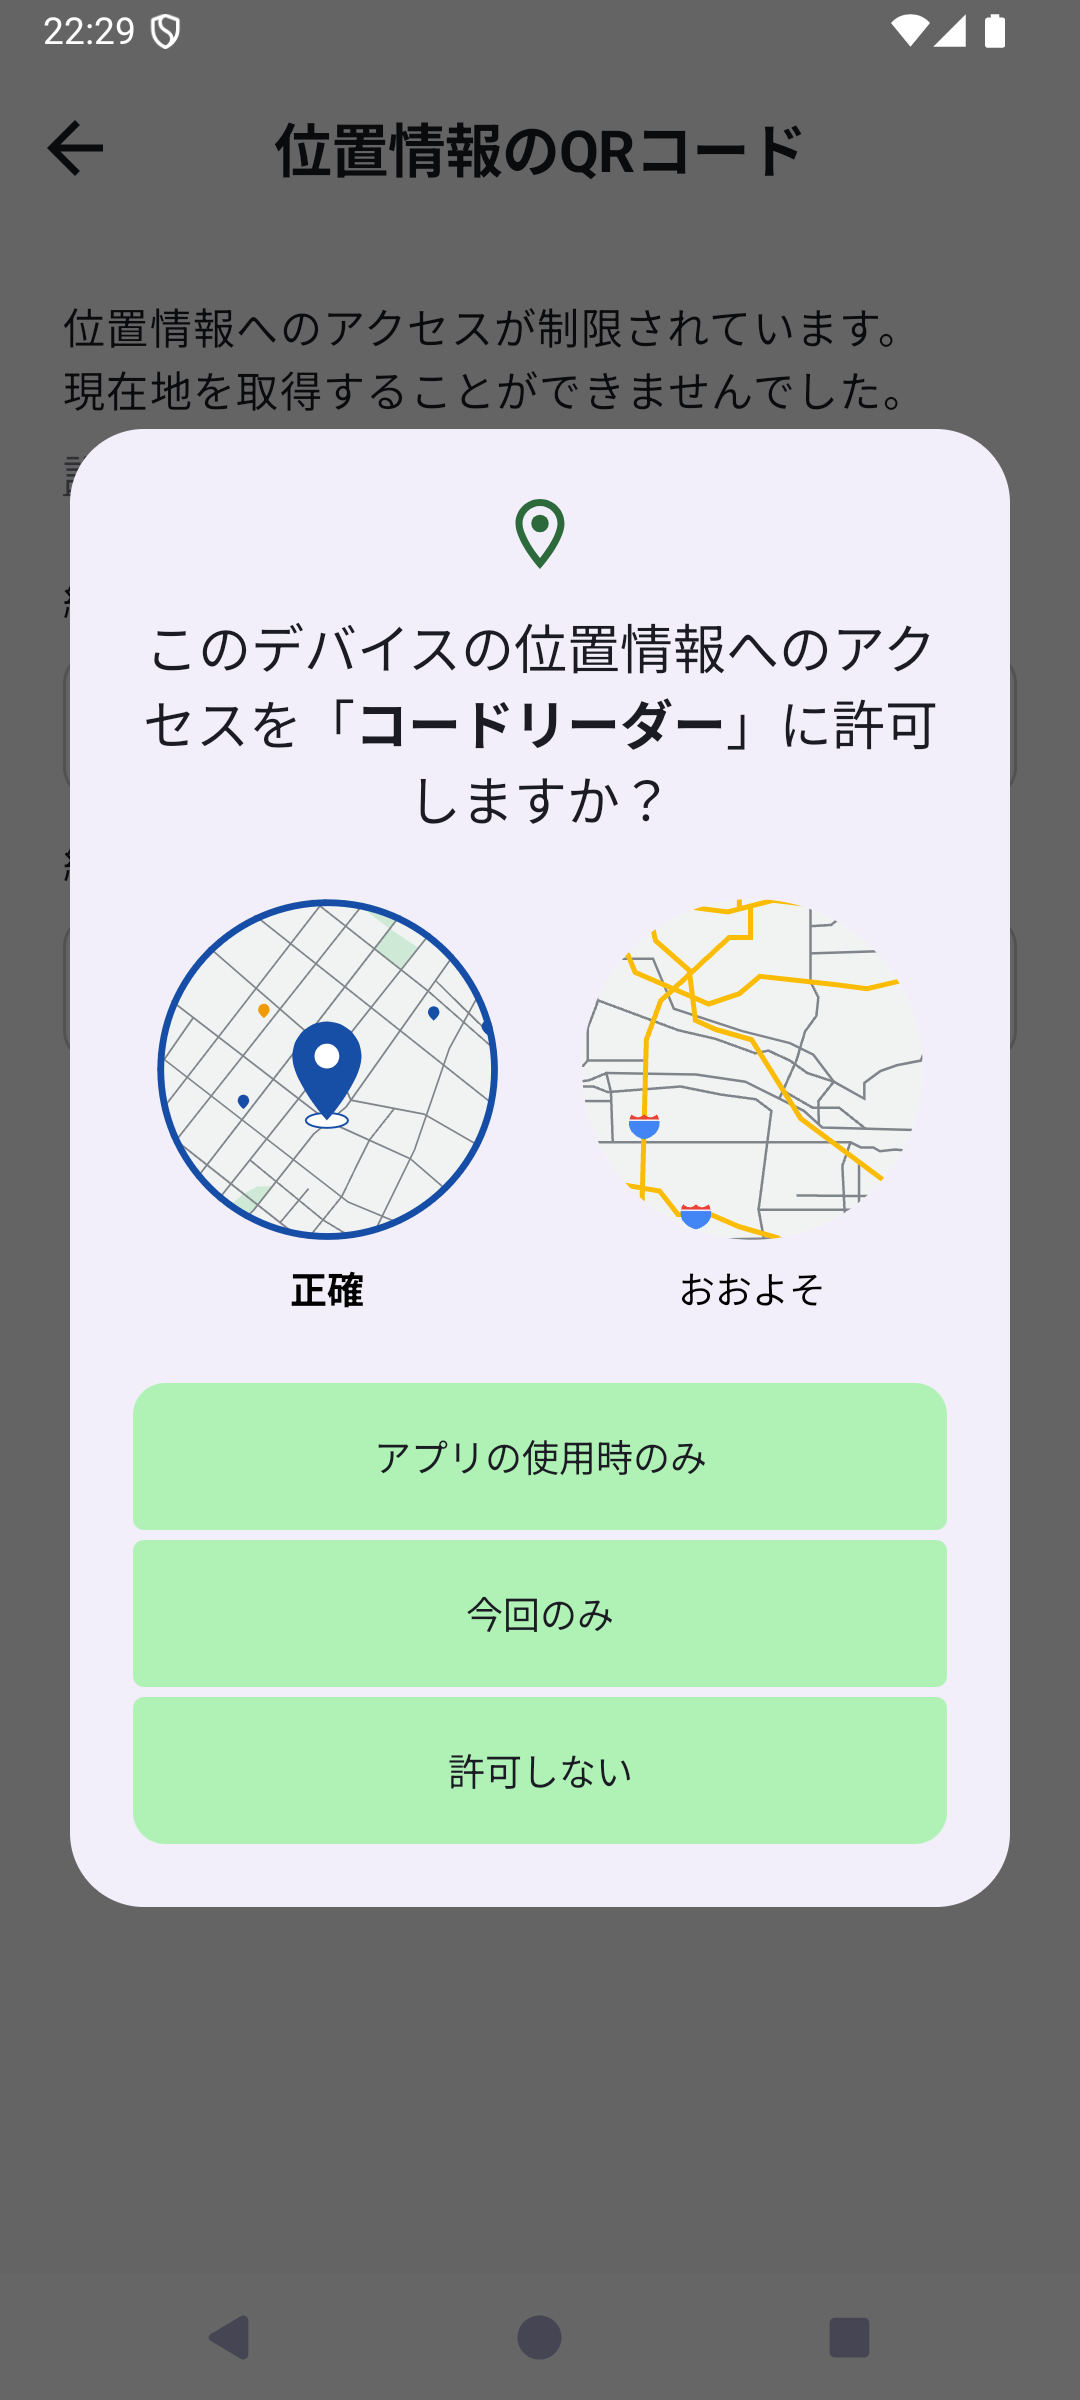 22:29
位置情報のQRコード
位置情報へのアクセスが制限されています。
現在地を取得することができませんでした。
このデバイスの位置情報へのアク
セスを「コードリーダー」に許可
しますか？
正確
おおよそ
アプリの使用時のみ
今回のみ
許可しない